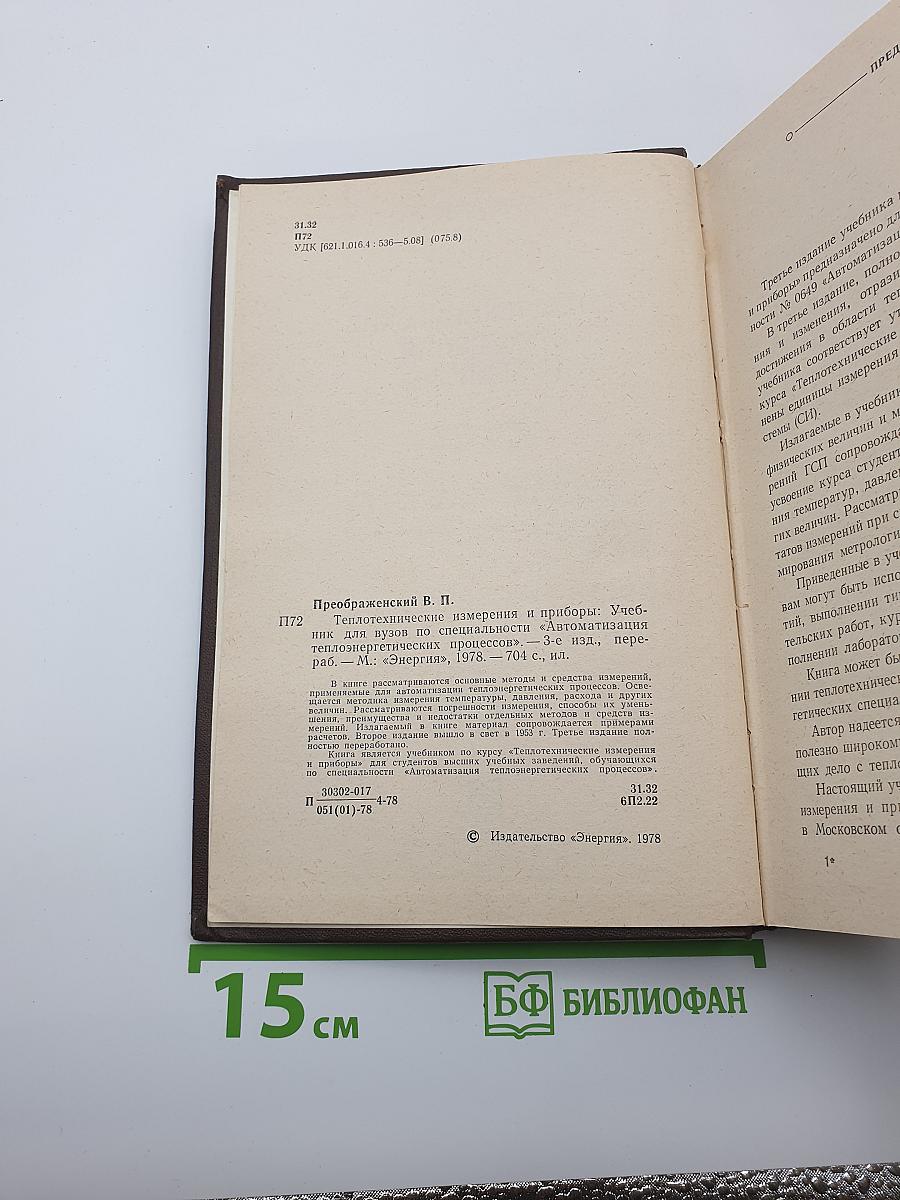 31.32
П72
УДК [621.1.016.4 : 536—5.08] (075.8)
Преображенский В. П.
П72 Теплотехнические измерения и приборы: Учеб-
ник для вузов по специальности «Автоматизация
теплоэнергетических процессов». — 3-е изд., пере-
раб. — М.: «Энергия», 1978. — 704 с., ил.
В книге рассматриваются основные методы и средства измерений,
применяемые для автоматизации теплоэнергетических процессов. Осве-
щается методика измерения температуры, давления, расхода и других
величин. Рассматриваются погрешности измерения, способы их умень-
шения, преимущества и недостатки отдельных методов и средств из-
мерений. Излагаемый в книге материал сопровождается примерами
расчетов. Второе издание вышло в свет в 1953 г. Третье издание пол-
ностью переработано.
Книга является учебником по курсу «Теплотехнические измерения
и приборы» для студентов высших учебных заведений, обучающихся
по специальности «Автоматизация теплоэнергетических процессов».
П 30302-017 4-78
051(01)-78
31.32
6П2.22
© Издательство «Энергия». 1978
ПРЕД
Третье издание учебника
и приборы» предназначено
ности № 0649 «Автоматизац
В третье издание, полно
ния и изменения, отрази
достижения в области те
учебника соответствует
курса «Теплотехнические
нены единицы измерения
стемы (СИ).
Излагаемые в учебник
физических величин и м
рений ГСП сопровожда
усвоение курса студент
ния температур, давле
гих величин. Рассматр
татов измерений при с
мирования метрологи
Приведенные в уч
вам могут быть испо
тий, выполнении ти
тельских работ, кур
полнении лаборато
Книга может бы
нии теплотехническ
гетических специа
Автор надеется
полезно широком
щих дело с тепло
Настоящий уч
измерения и при
в Московском о
1*
15 см
БФ БИБЛИОФАН